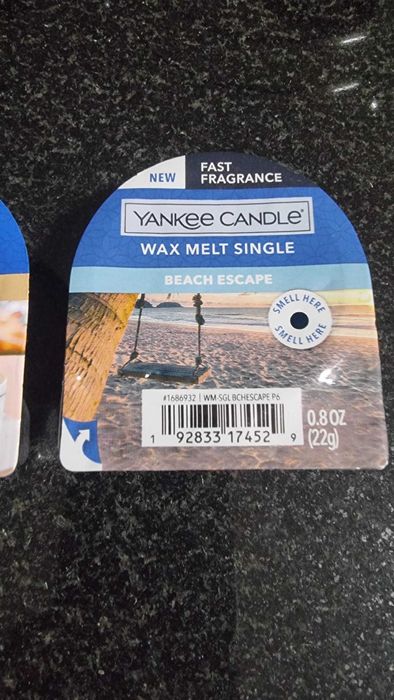 NEW
FAST
FRAGRANCE
YANKEE CANDLE®
WAX MELT SINGLE
BEACH ESCAPE
SMELL HERE
SMELL HERE
#1686932 | WM-SGL BCHESCAPE P6
1 92833 17452 9
0.8 OZ
(22g)